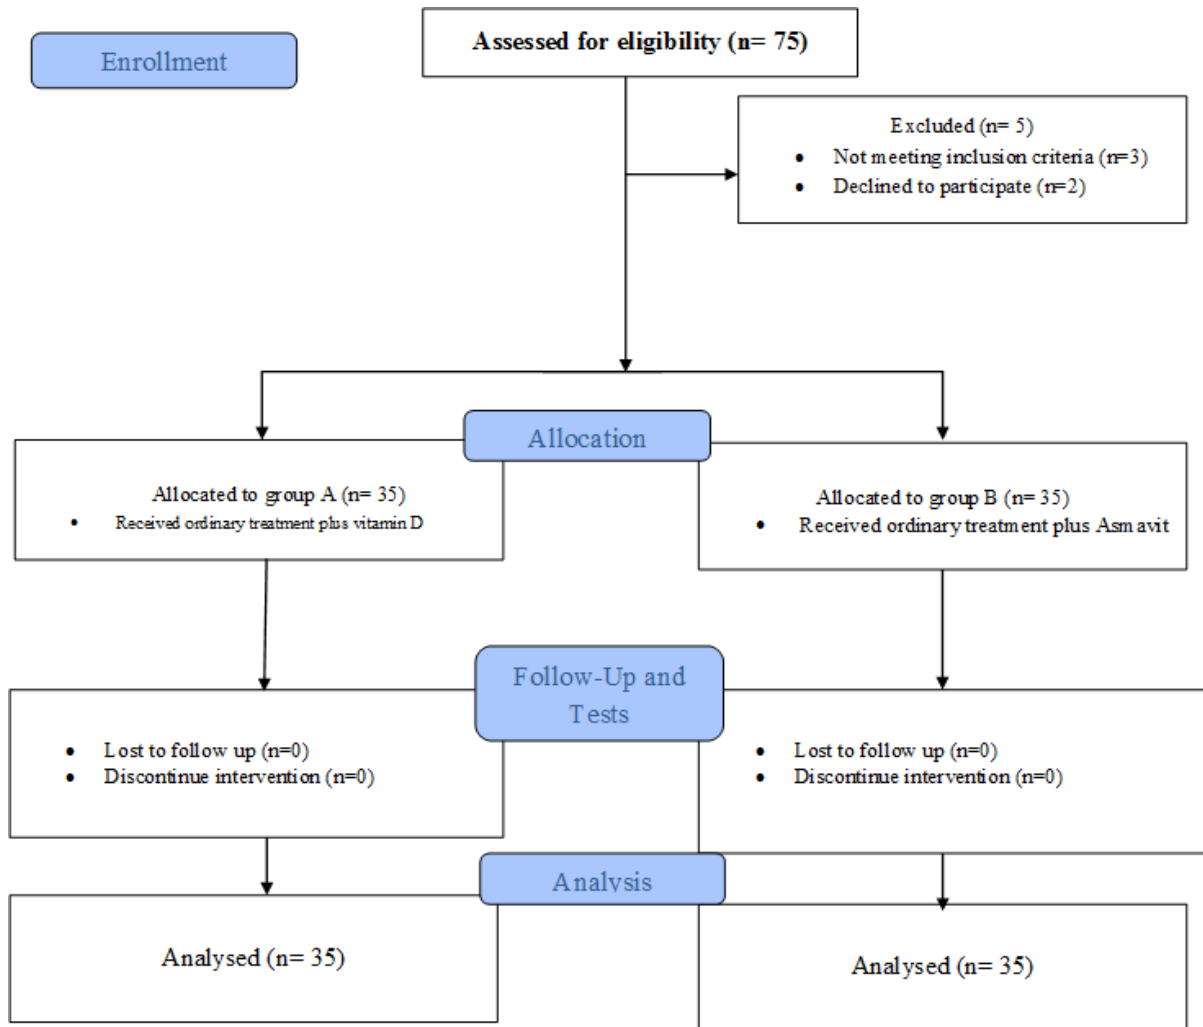 Enrollment
Assessed for eligibility (n= 75)
Excluded (n= 5)
• Not meeting inclusion criteria (n=3)
• Declined to participate (n=2)
Allocation
Allocated to group A (n= 35)
• Received ordinary treatment plus vitamin D
Allocated to group B (n= 35)
• Received ordinary treatment plus Asmavit
Follow-Up and
Tests
• Lost to follow up (n=0)
• Discontinue intervention (n=0)
• Lost to follow up (n=0)
• Discontinue intervention (n=0)
Analysis
Analysed (n= 35)
Analysed (n= 35)